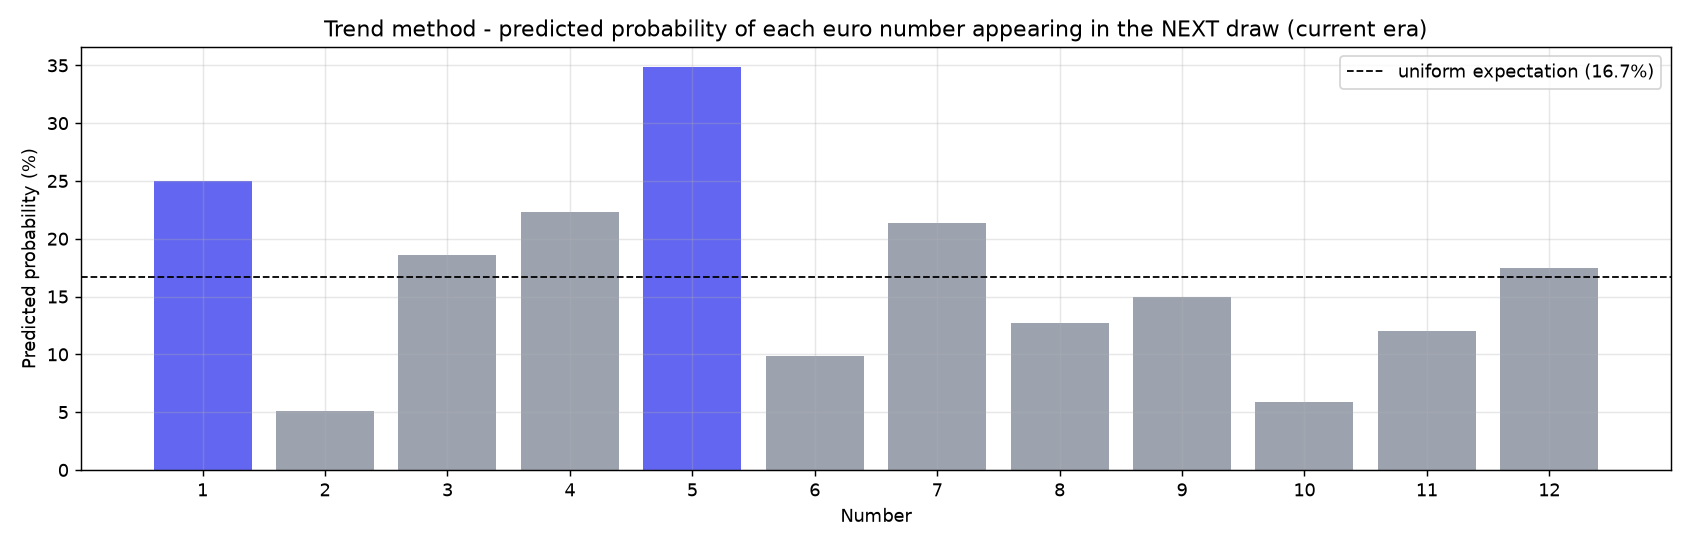 Trend method - predicted probability of each euro number appearing in the NEXT draw (current era)
uniform expectation (16.7%)
Predicted probability (%)
35
30
25
20
15
10
5
0
1 2 3 4 5 6 7 8 9 10 11 12
Number